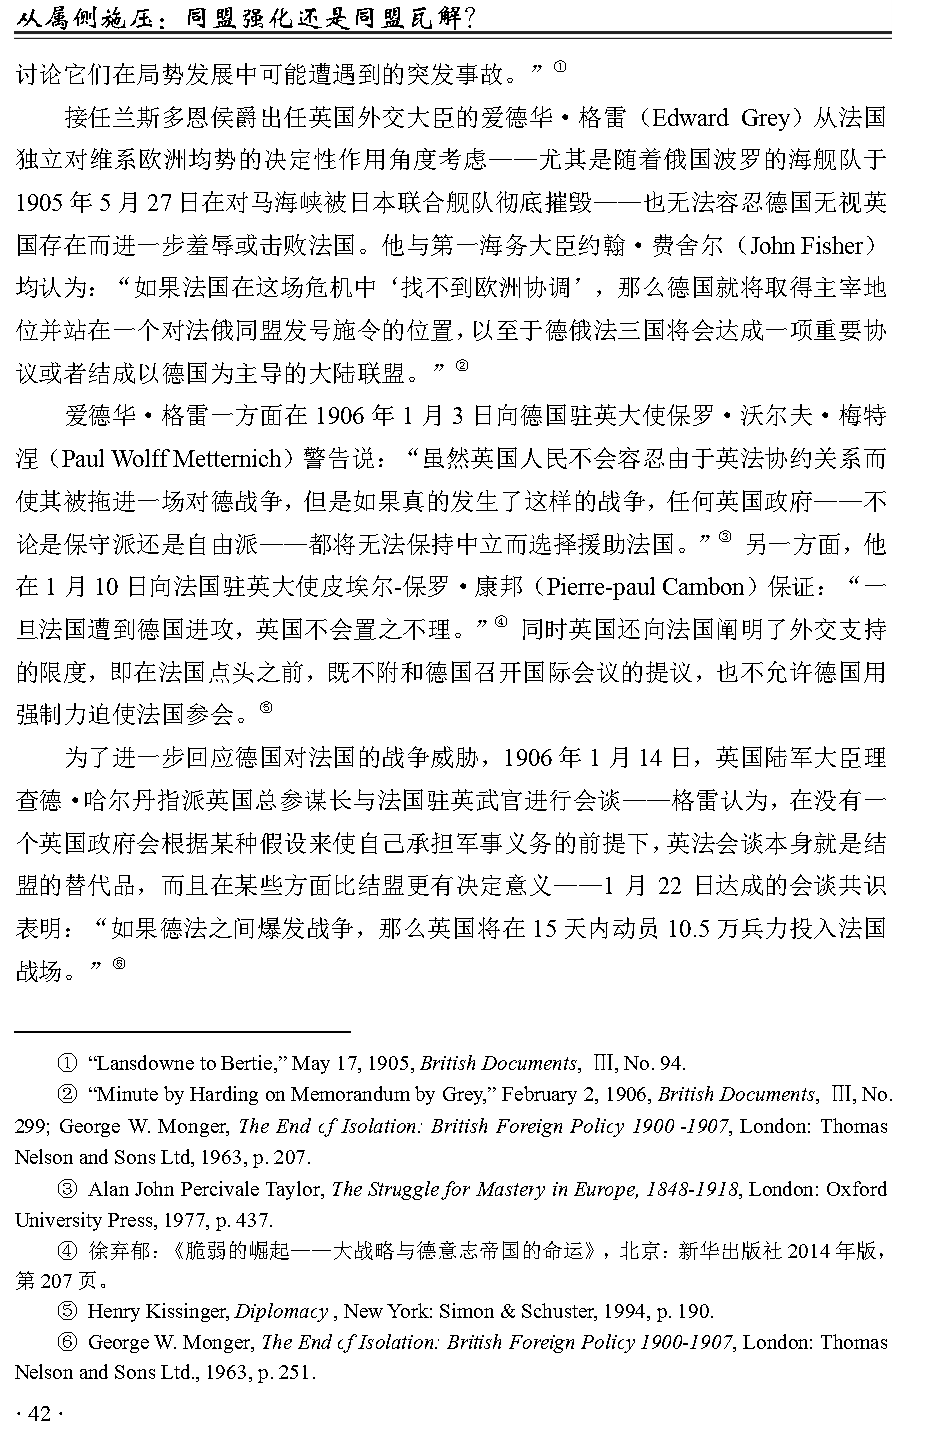 从属侧施压：同盟强化还是同盟瓦解？
讨论它们在局势发展中可能遭遇到的突发事故。”①
接任兰斯多恩侯爵出任英国外交大臣的爱德华·格雷（Edward Grey）从法国
独立对维系欧洲均势的决定性作用角度考虑——尤其是随着俄国波罗的海舰队于
1905 年 5 月 27 日在对马海峡被日本联合舰队彻底摧毁——也无法容忍德国无视英
国存在而进一步羞辱或击败法国。他与第一海务大臣约翰·费舍尔（John Fisher）
均认为：“如果法国在这场危机中‘找不到欧洲协调’，那么德国就将取得主宰地
位并站在一个对法俄同盟发号施令的位置，以至于德俄法三国将会达成一项重要协
议或者结成以德国为主导的大陆联盟。”②
爱德华·格雷一方面在 1906 年 1 月 3 日向德国驻英大使保罗·沃尔夫·梅特
涅（Paul Wolff Metternich）警告说：“虽然英国人民不会容忍由于英法协约关系而
使其被拖进一场对德战争，但是如果真的发生了这样的战争，任何英国政府——不
论是保守派还是自由派——都将无法保持中立而选择援助法国。”③ 另一方面，他
在 1 月 10 日向法国驻英大使皮埃尔-保罗·康邦（Pierre-paul Cambon）保证：“一
旦法国遭到德国进攻，英国不会置之不理。”④ 同时英国还向法国阐明了外交支持
的限度，即在法国点头之前，既不附和德国召开国际会议的提议，也不允许德国用
强制力迫使法国参会。⑤
为了进一步回应德国对法国的战争威胁，1906 年 1 月 14 日，英国陆军大臣理
查德·哈尔丹指派英国总参谋长与法国驻英武官进行会谈——格雷认为，在没有一
个英国政府会根据某种假设来使自己承担军事义务的前提下，英法会谈本身就是结
盟的替代品，而且在某些方面比结盟更有决定意义——1 月 22 日达成的会谈共识
表明：“如果德法之间爆发战争，那么英国将在 15 天内动员 10.5 万兵力投入法国
战场。”⑥
① “Lansdowne to Bertie,” May 17, 1905, British Documents, Ⅲ, No. 94.
② “Minute by Harding on Memorandum by Grey,” February 2, 1906, British Documents, Ⅲ, No.
299; George W. Monger, The End of Isolation: British Foreign Policy 1900 -1907, London: Thomas
Nelson and Sons Ltd, 1963, p. 207.
③ Alan John Percivale Taylor, The Struggle for Mastery in Europe, 1848-1918, London: Oxford
University Press, 1977, p. 437.
④ 徐弃郁：《脆弱的崛起——大战略与德意志帝国的命运》，北京：新华出版社 2014 年版，
第 207 页。
⑤ Henry Kissinger, Diplomacy , New York: Simon & Schuster, 1994, p. 190.
⑥ George W. Monger, The End of Isolation: British Foreign Policy 1900-1907, London: Thomas
Nelson and Sons Ltd., 1963, p. 251.
· 42 ·